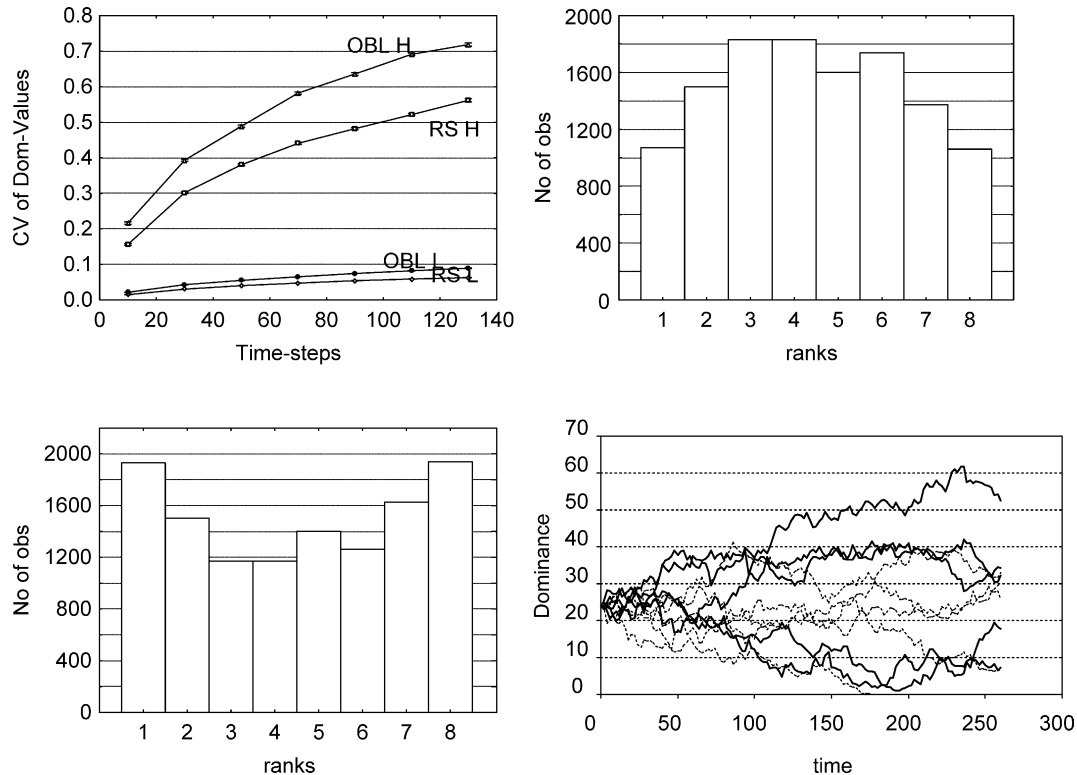 0.8
0.7
0.6
0.5
0.4
0.3
0.2
0.1
0.0
CV of Dom-Values
OBL H
RS H
OBL L
RS L
0 20 40 60 80 100 120 140
Time-steps
2000
1600
1200
800
400
0
No of obs
1 2 3 4 5 6 7 8
ranks
2000
1600
1200
800
400
0
No of obs
1 2 3 4 5 6 7 8
ranks
70
60
50
40
30
20
10
0
Dominance
0 50 100 150 200 250 300
time